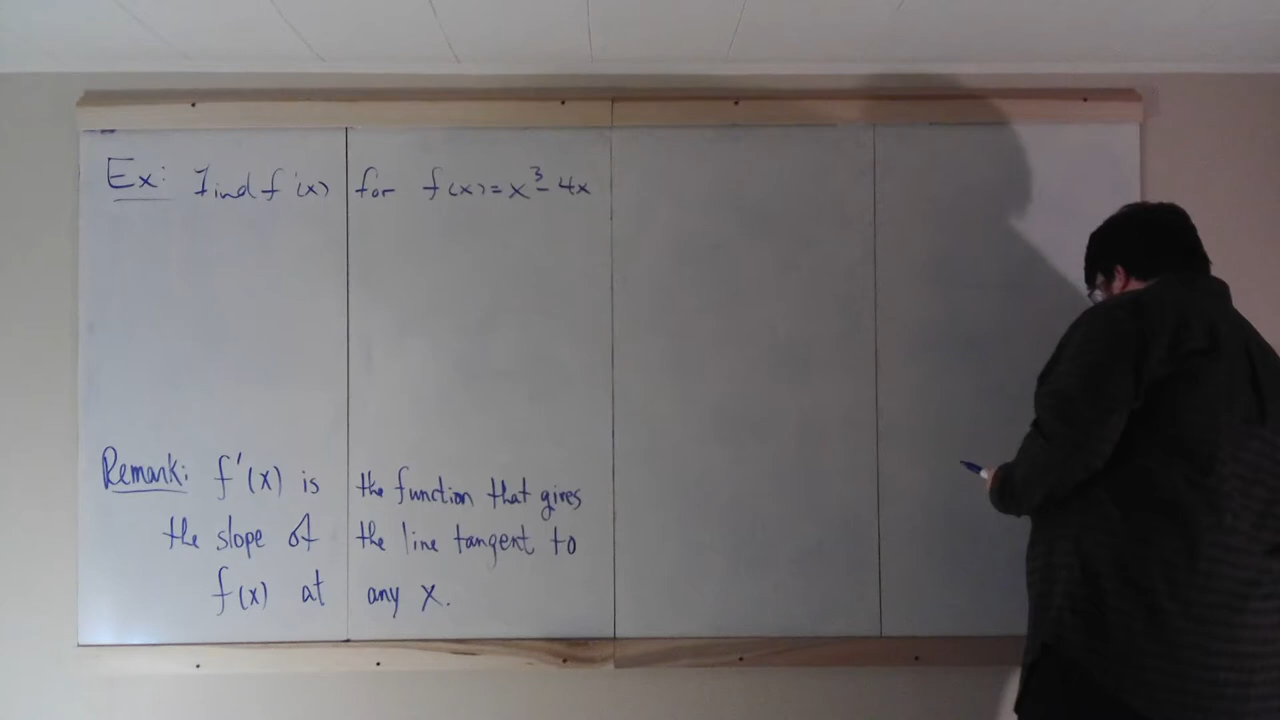 Ex: Find f'(x) for f(x)=x³-4x
Remark: f'(x) is the function that gives
the slope of the line tangent to
f(x) at any x.